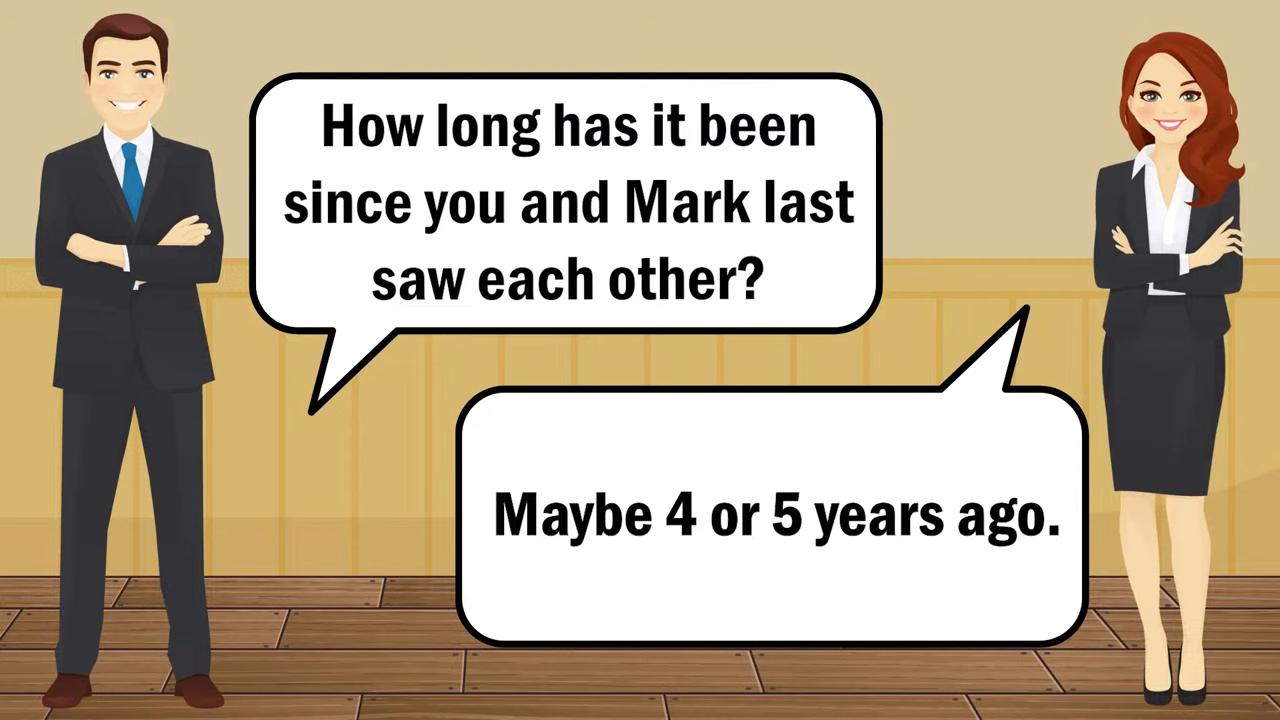 How long has it been
since you and Mark last
saw each other?
Maybe 4 or 5 years ago.